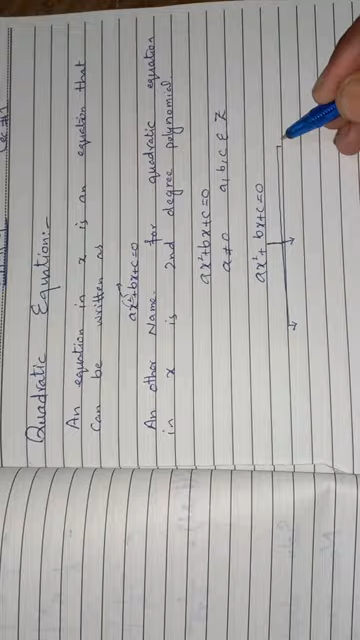 Quadratic Equation:-
An equation in x is an equation that
can be written as
ax²+bx+c=0
An other Name for quadratic equation
in x is 2nd degree polynomial.
ax²+bx+c=0
a≠0 a,b,c ∈ Z
ax²+bx+c=0